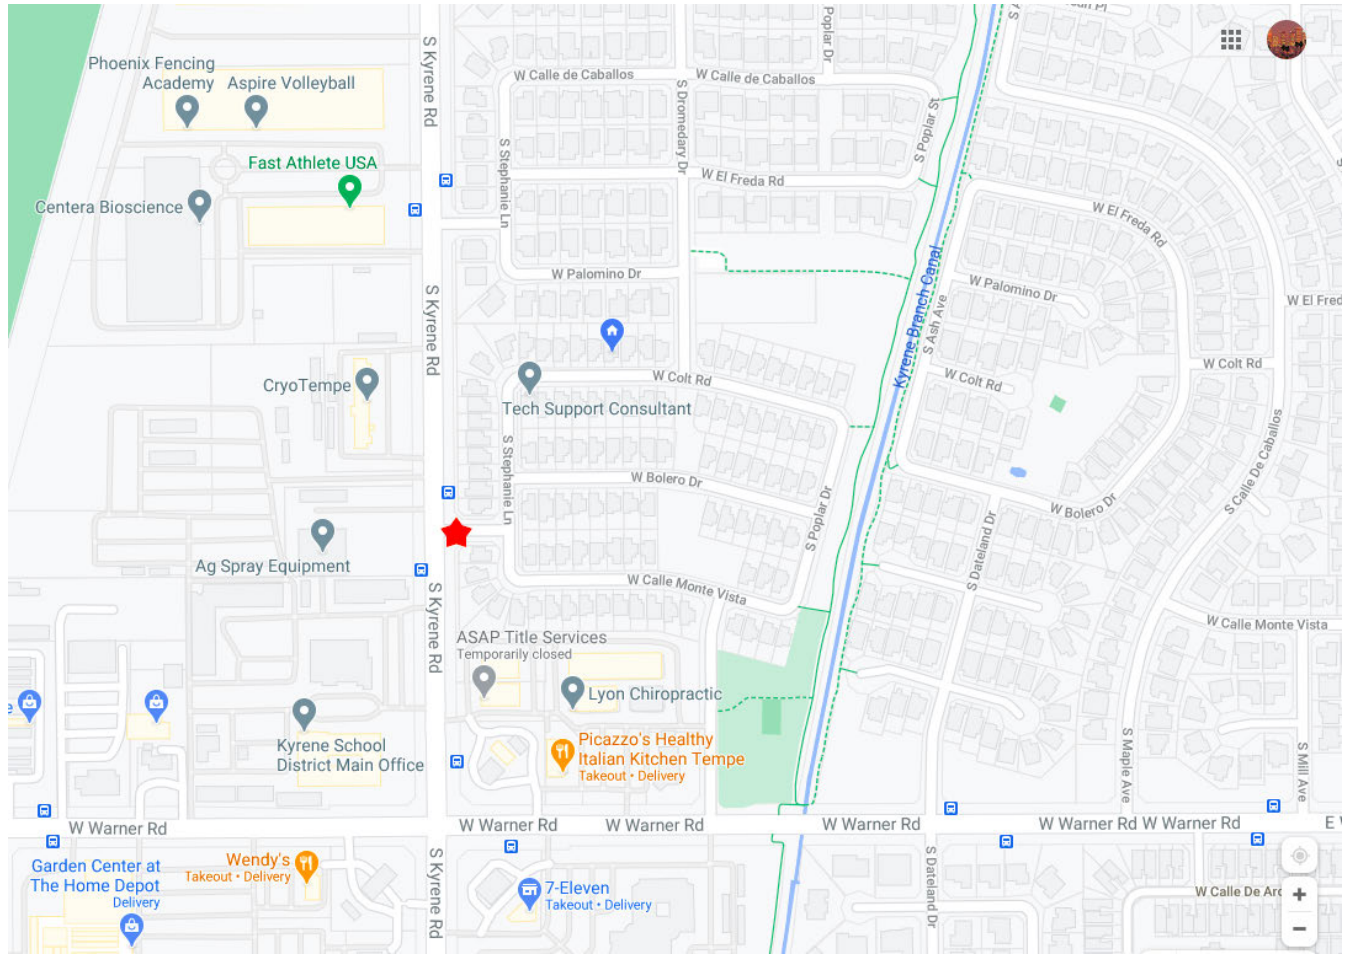 Phoenix Fencing
Academy
Aspire Volleyball
S Kyrene Rd
W Calle de Caballos
W Calle de Caballos
Poplar Dr
S Dromedary Dr
S Poplar St
Fast Athlete USA
S Stephanie Ln
W El Freda Rd
Centera Bioscience
W El Freda Rd
W Palomino Dr
Kyrene Branch Canal
W Palomino Dr
S Kyrene Rd
S Ash Ave
W El Fred
CryoTempe
W Colt Rd
W Colt Rd
W Colt Rd
Tech Support Consultant
S Stephanie Ln
W Bolero Dr
S Calle De Caballos
W Bolero Dr
S Poplar Dr
S Dateland Dr
Ag Spray Equipment
W Calle Monte Vista
S Kyrene Rd
W Calle Monte Vista
ASAP Title Services
Temporarily closed
Lyon Chiropractic
e
Kyrene School
District Main Office
Picazzo's Healthy
Italian Kitchen Tempe
Takeout • Delivery
S Maple Ave
S Mill Ave
W Warner Rd
W Warner Rd
W Warner Rd
W Warner Rd
W Warner Rd
W Warner Rd
Garden Center at
The Home Depot
Delivery
Wendy's
Takeout • Delivery
S Kyrene Rd
7-Eleven
Takeout • Delivery
S Dateland Dr
W Calle De Arc
+
−